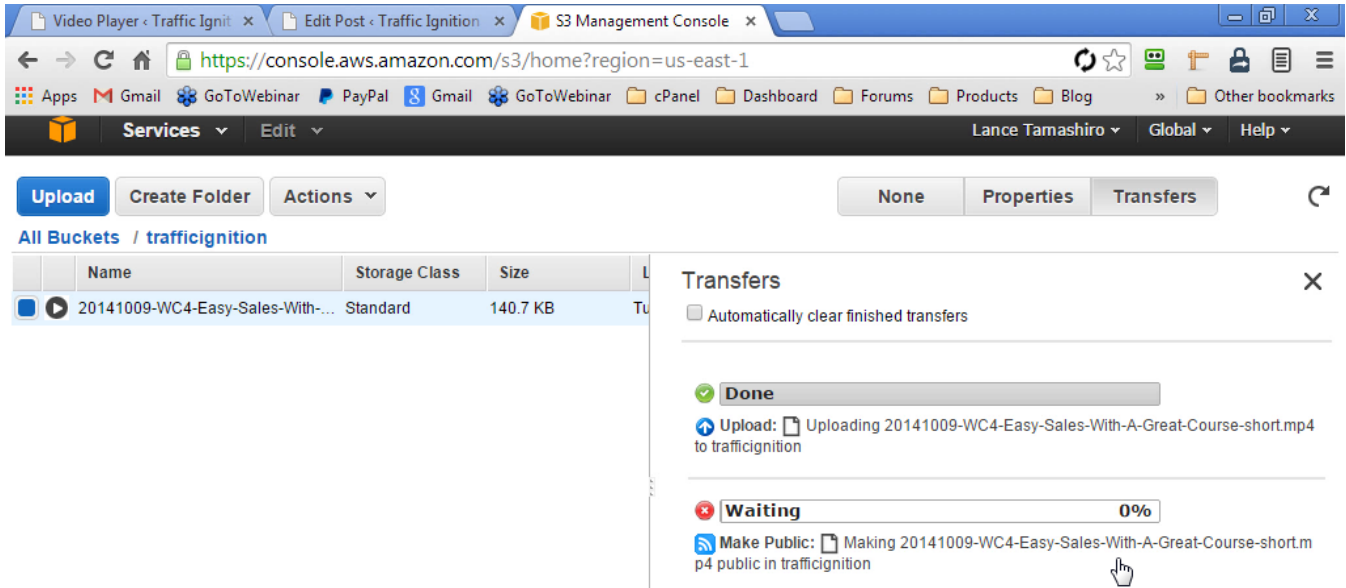 Video Player ‹ Traffic Ignit
Edit Post ‹ Traffic Ignition
S3 Management Console
https://console.aws.amazon.com/s3/home?region=us-east-1
Apps Gmail GoToWebinar PayPal Gmail GoToWebinar cPanel Dashboard Forums Products Blog » Other bookmarks
Services Edit Lance Tamashiro Global Help
Upload Create Folder Actions None Properties Transfers
All Buckets / trafficignition
Name Storage Class Size L
20141009-WC4-Easy-Sales-With-... Standard 140.7 KB Tu
Transfers
Automatically clear finished transfers
Done
Upload: Uploading 20141009-WC4-Easy-Sales-With-A-Great-Course-short.mp4
to trafficignition
Waiting 0%
Make Public: Making 20141009-WC4-Easy-Sales-With-A-Great-Course-short.m
p4 public in trafficignition